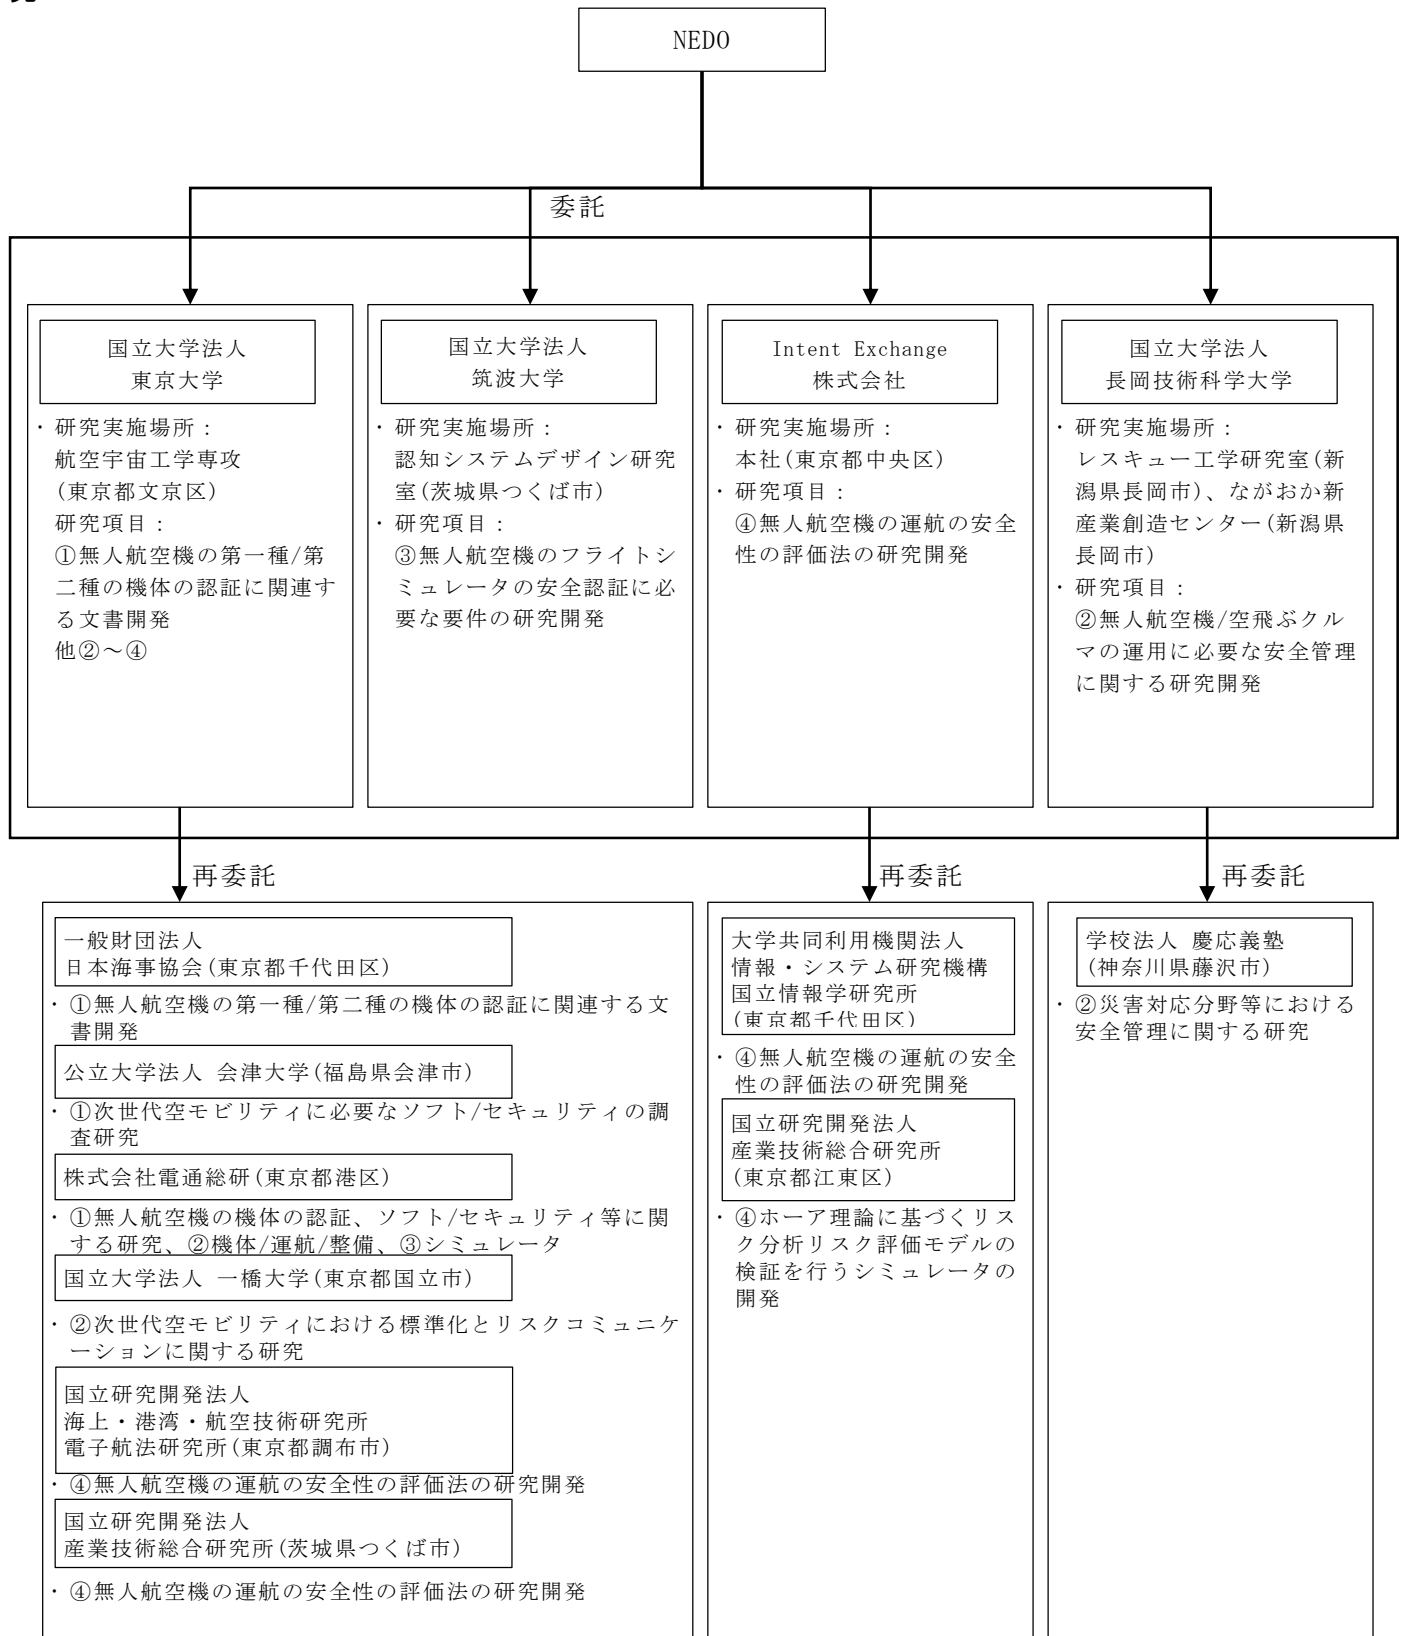 NEDO
委託
国立大学法人
東京大学
・研究実施場所：
航空宇宙工学専攻
(東京都文京区)
研究項目：
①無人航空機の第一種/第
二種の機体の認証に関連す
る文書開発
他②～④
国立大学法人
筑波大学
・研究実施場所：
認知システムデザイン研究
室(茨城県つくば市)
・研究項目：
③無人航空機のフライトシ
ミュレータの安全認証に必
要な要件の研究開発
Intent Exchange
株式会社
・研究実施場所：
本社(東京都中央区)
・研究項目：
④無人航空機の運航の安全
性の評価法の研究開発
国立大学法人
長岡技術科学大学
・研究実施場所：
レスキュー工学研究室(新
潟県長岡市)、ながおか新
産業創造センター(新潟県
長岡市)
・研究項目：
②無人航空機/空飛ぶクル
マの運用に必要な安全管理
に関する研究開発
再委託
再委託
再委託
一般財団法人
日本海事協会(東京都千代田区)
・①無人航空機の第一種/第二種の機体の認証に関連する文
書開発
公立大学法人 会津大学(福島県会津市)
・①次世代空モビリティに必要なソフト/セキュリティの調
査研究
株式会社電通総研(東京都港区)
・①無人航空機の機体の認証、ソフト/セキュリティ等に関
する研究、②機体/運航/整備、③シミュレータ
国立大学法人 一橋大学(東京都国立市)
・②次世代空モビリティにおける標準化とリスクコミュニケ
ーションに関する研究
国立研究開発法人
海上・港湾・航空技術研究所
電子航法研究所(東京都調布市)
・④無人航空機の運航の安全性の評価法の研究開発
国立研究開発法人
産業技術総合研究所(茨城県つくば市)
・④無人航空機の運航の安全性の評価法の研究開発
大学共同利用機関法人
情報・システム研究機構
国立情報学研究所
(東京都千代田区)
・④無人航空機の運航の安全
性の評価法の研究開発
国立研究開発法人
産業技術総合研究所
(東京都江東区)
・④ホーア理論に基づくリス
ク分析リスク評価モデルの
検証を行うシミュレータの
開発
学校法人 慶応義塾
(神奈川県藤沢市)
・②災害対応分野等における
安全管理に関する研究